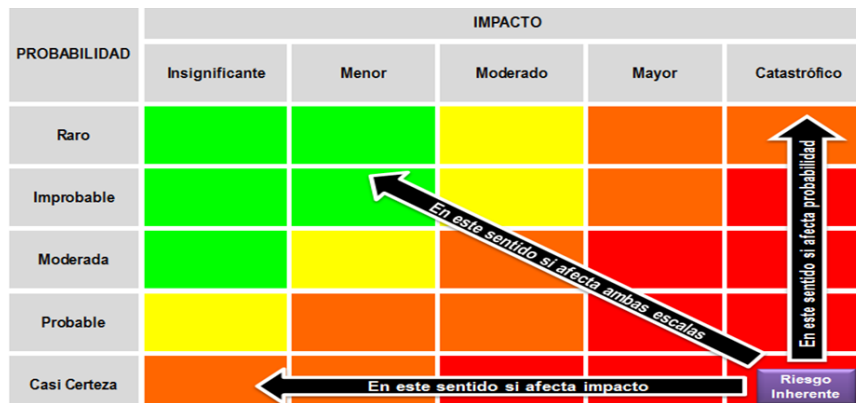 IMPACTO
PROBABILIDAD
Insignificante Menor Moderado Mayor Catastrófico
Raro
Improbable
Moderada
Probable
Casi Certeza
En este sentido si afecta ambas escalas
En este sentido si afecta probabilidad
En este sentido si afecta impacto
Riesgo
Inherente